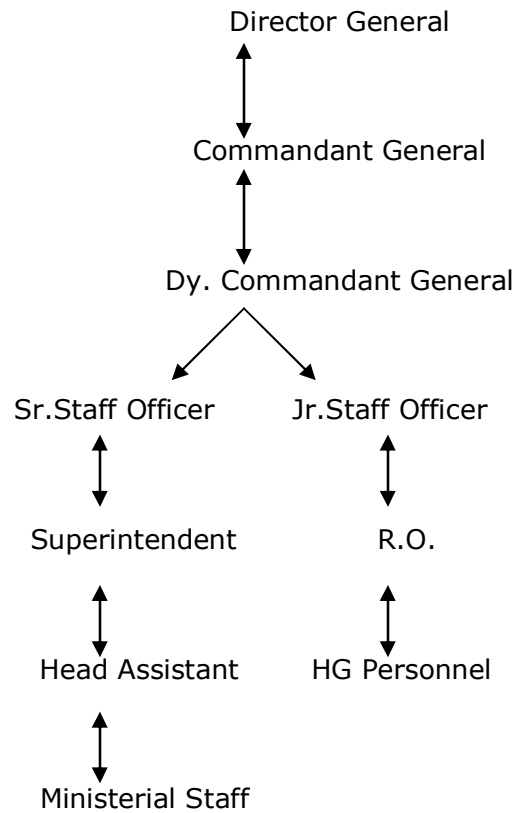 Director General
Commandant General
Dy. Commandant General
Sr.Staff Officer Jr.Staff Officer
Superintendent R.O.
Head Assistant HG Personnel
Ministerial Staff